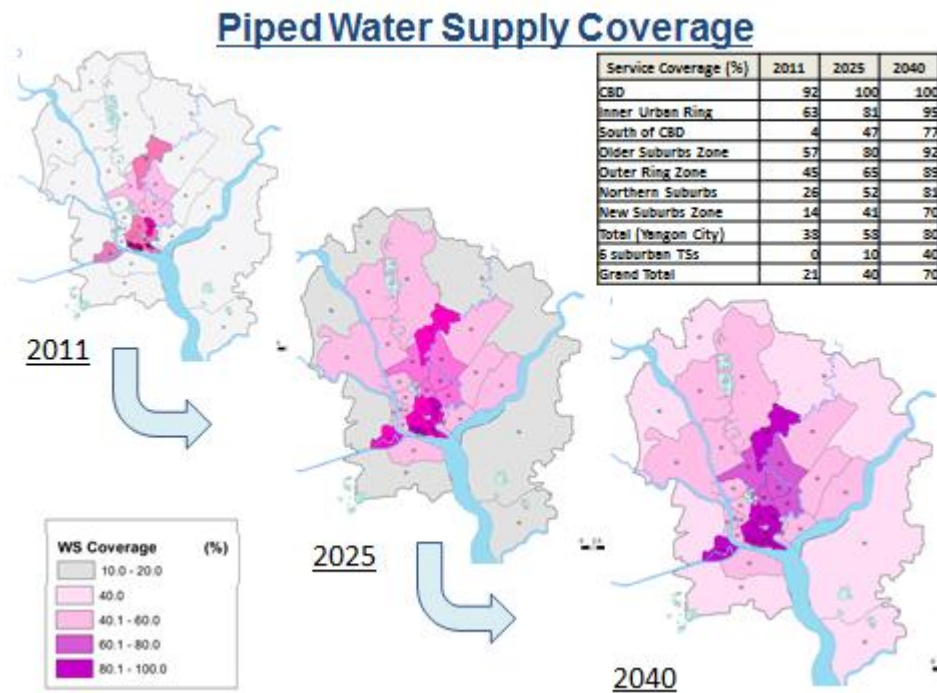 Piped Water Supply Coverage
Service Coverage (%) 2011 2025 2040
CBD 92 100 100
Inner Urban Ring 63 81 95
South of CBD 4 47 77
Older Suburbs Zone 57 80 92
Outer Ring Zone 45 65 89
Northern Suburbs 26 52 81
New Suburbs Zone 14 41 70
Total (Yangon City) 38 58 80
6 suburban TSs 0 10 40
Grand Total 21 40 70
2011
2025
2040
WS Coverage (%)
10.0 - 20.0
40.0
40.1 - 60.0
60.1 - 80.0
80.1 - 100.0